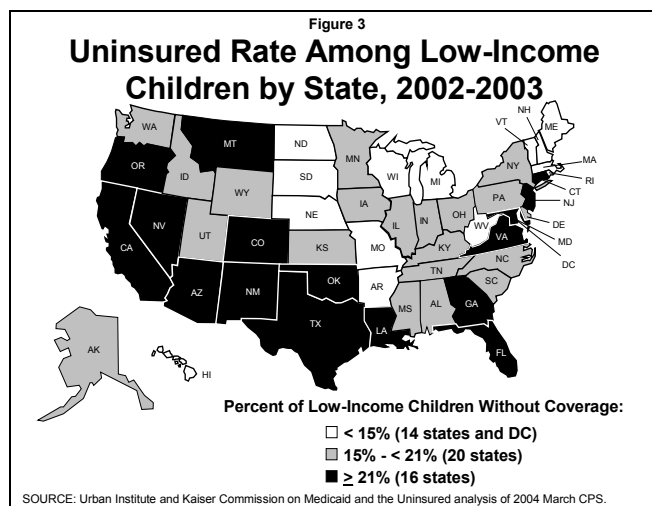 Figure 3
Uninsured Rate Among Low-Income
Children by State, 2002-2003
WA
OR
CA
NV
ID
MT
WY
UT
AZ
CO
NM
ND
SD
NE
KS
OK
TX
MN
IA
MO
AR
LA
WI
IL
MI
IN
OH
KY
TN
MS
AL
GA
FL
SC
NC
VA
WV
PA
NY
VT
NH
ME
MA
RI
CT
NJ
DE
MD
DC
AK
HI
Percent of Low-Income Children Without Coverage:
< 15% (14 states and DC)
15% - < 21% (20 states)
≥ 21% (16 states)
SOURCE: Urban Institute and Kaiser Commission on Medicaid and the Uninsured analysis of 2004 March CPS.